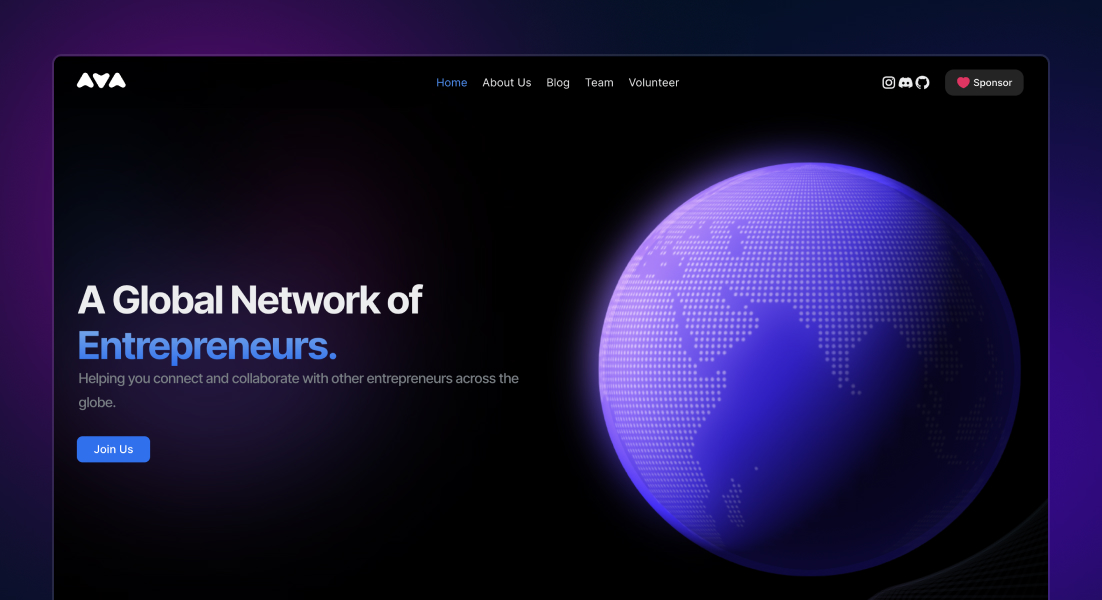 AVA
Home About Us Blog Team Volunteer
Sponsor
A Global Network of
Entrepreneurs.
Helping you connect and collaborate with other entrepreneurs across the
globe.
Join Us